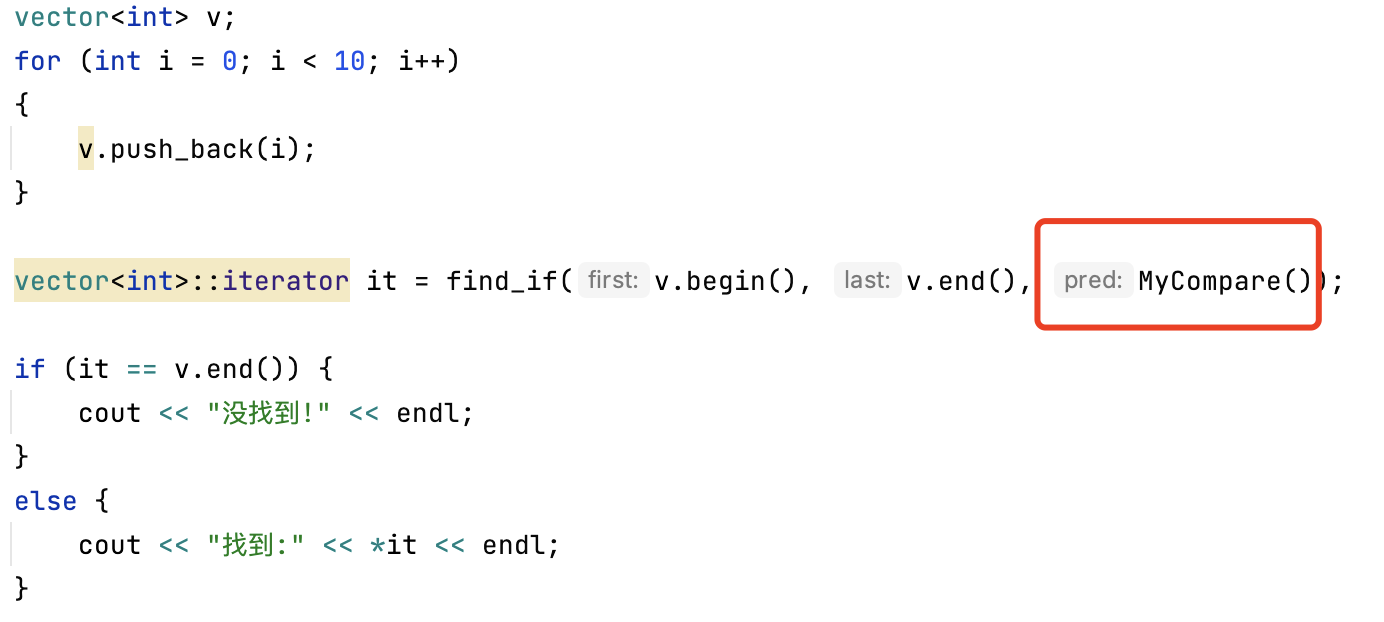 vector<int> v;
for (int i = 0; i < 10; i++)
{
    v.push_back(i);
}
vector<int>::iterator it = find_if( first: v.begin(), last: v.end(), pred: MyCompare());
if (it == v.end()) {
    cout << "没找到!" << endl;
}
else {
    cout << "找到:" << *it << endl;
}